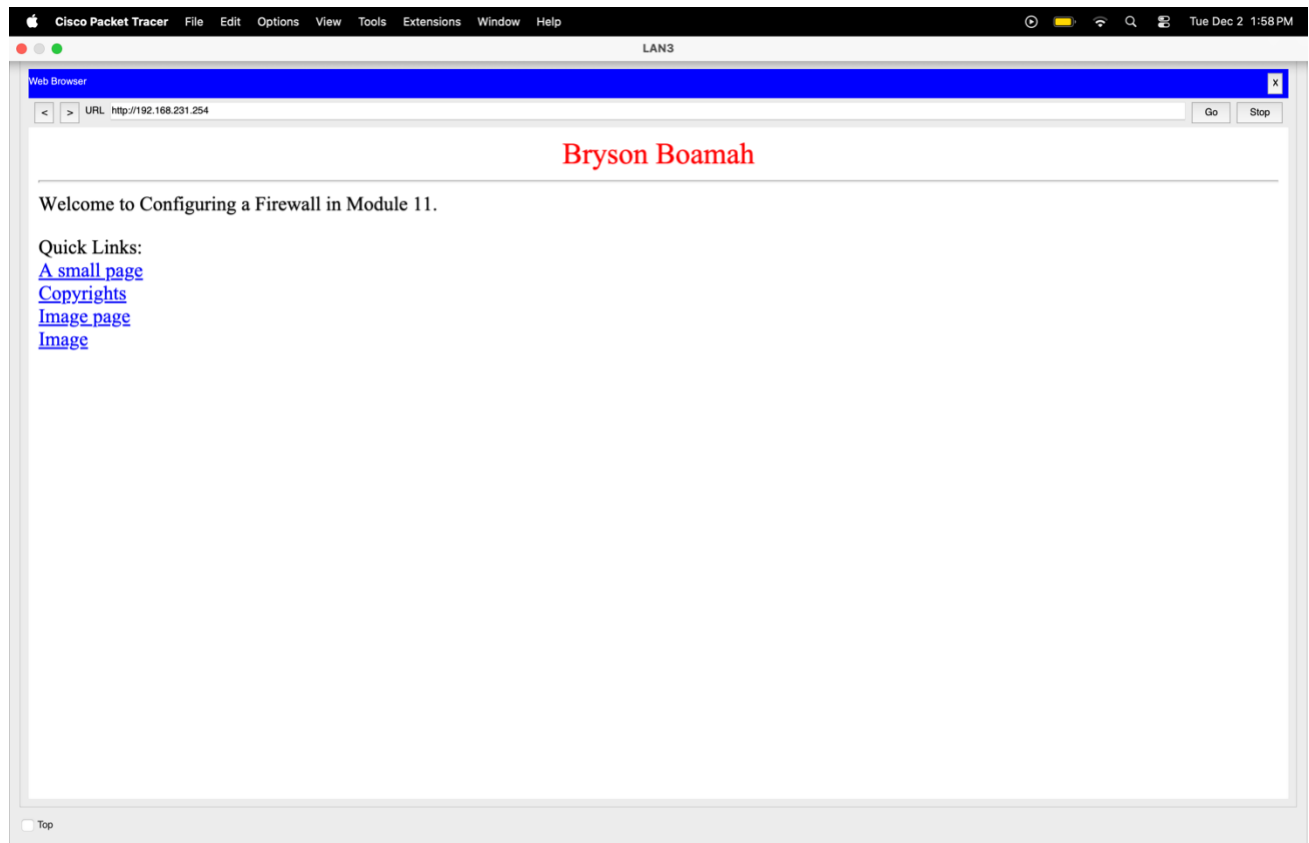 Cisco Packet Tracer File Edit Options View Tools Extensions Window Help Tue Dec 2 1:58 PM
LAN3
Web Browser X
< > URL http://192.168.231.254 Go Stop
Bryson Boamah
Welcome to Configuring a Firewall in Module 11.
Quick Links:
A small page
Copyrights
Image page
Image
Top